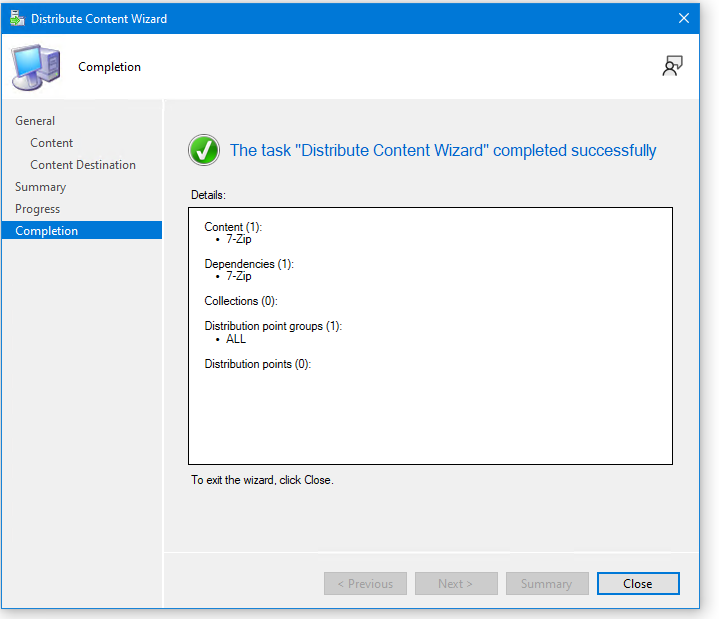 Distribute Content Wizard
Completion
General
Content
Content Destination
Summary
Progress
Completion
The task "Distribute Content Wizard" completed successfully
Details:
Content (1):
• 7-Zip
Dependencies (1):
• 7-Zip
Collections (0):
Distribution point groups (1):
• ALL
Distribution points (0):
To exit the wizard, click Close.
< Previous
Next >
Summary
Close